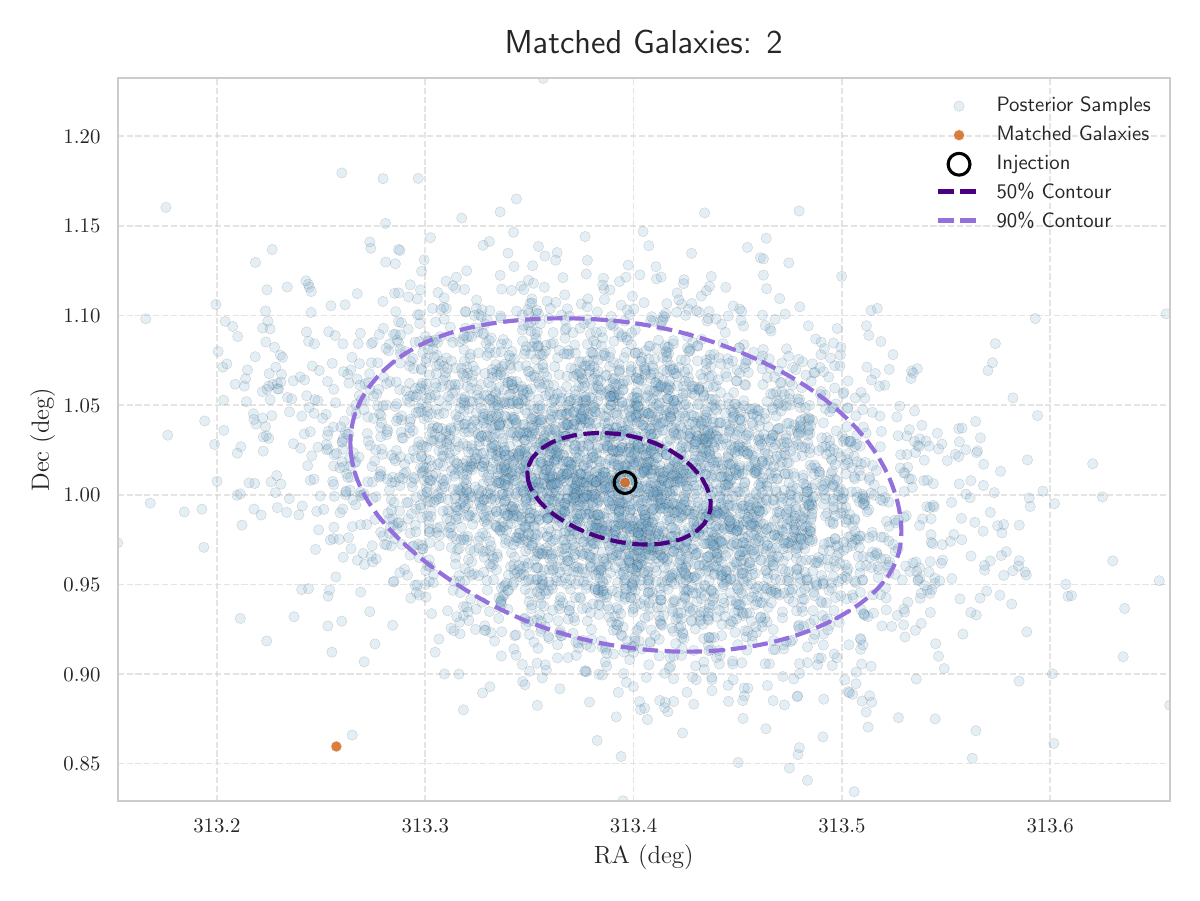 Matched Galaxies: 2
Posterior Samples
Matched Galaxies
Injection
50% Contour
90% Contour
1.20
1.15
1.10
1.05
1.00
0.95
0.90
0.85
Dec (deg)
313.2 313.3 313.4 313.5 313.6
RA (deg)